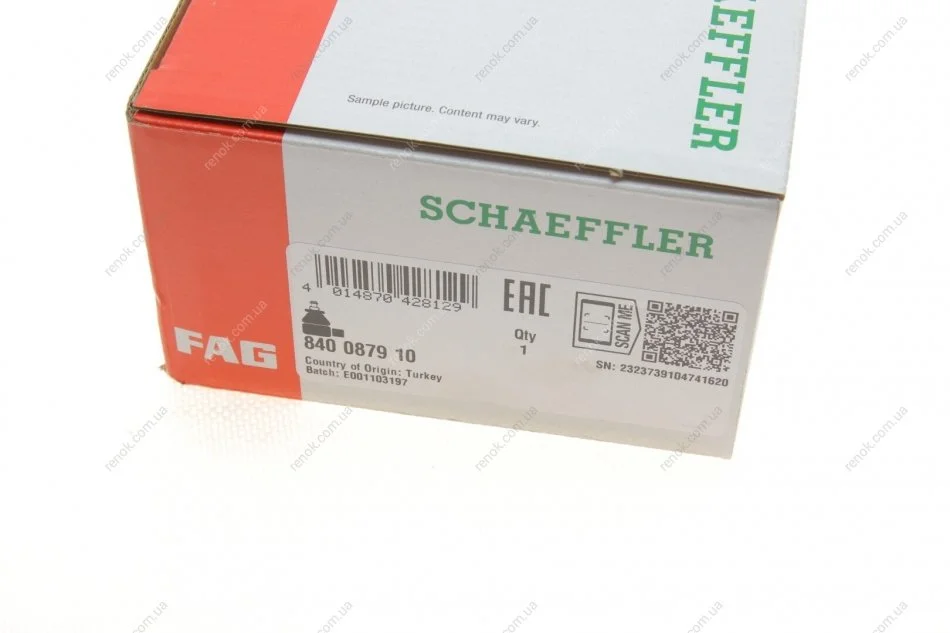 EFFLER
Sample picture. Content may vary.
SCHAEFFLER
4 014870 428129
EAC
Qty
1
SCAN ME
FAG
840 0879 10
Country of Origin: Turkey
Batch: E001103197
SN: 2323739104741620
renok.com.ua